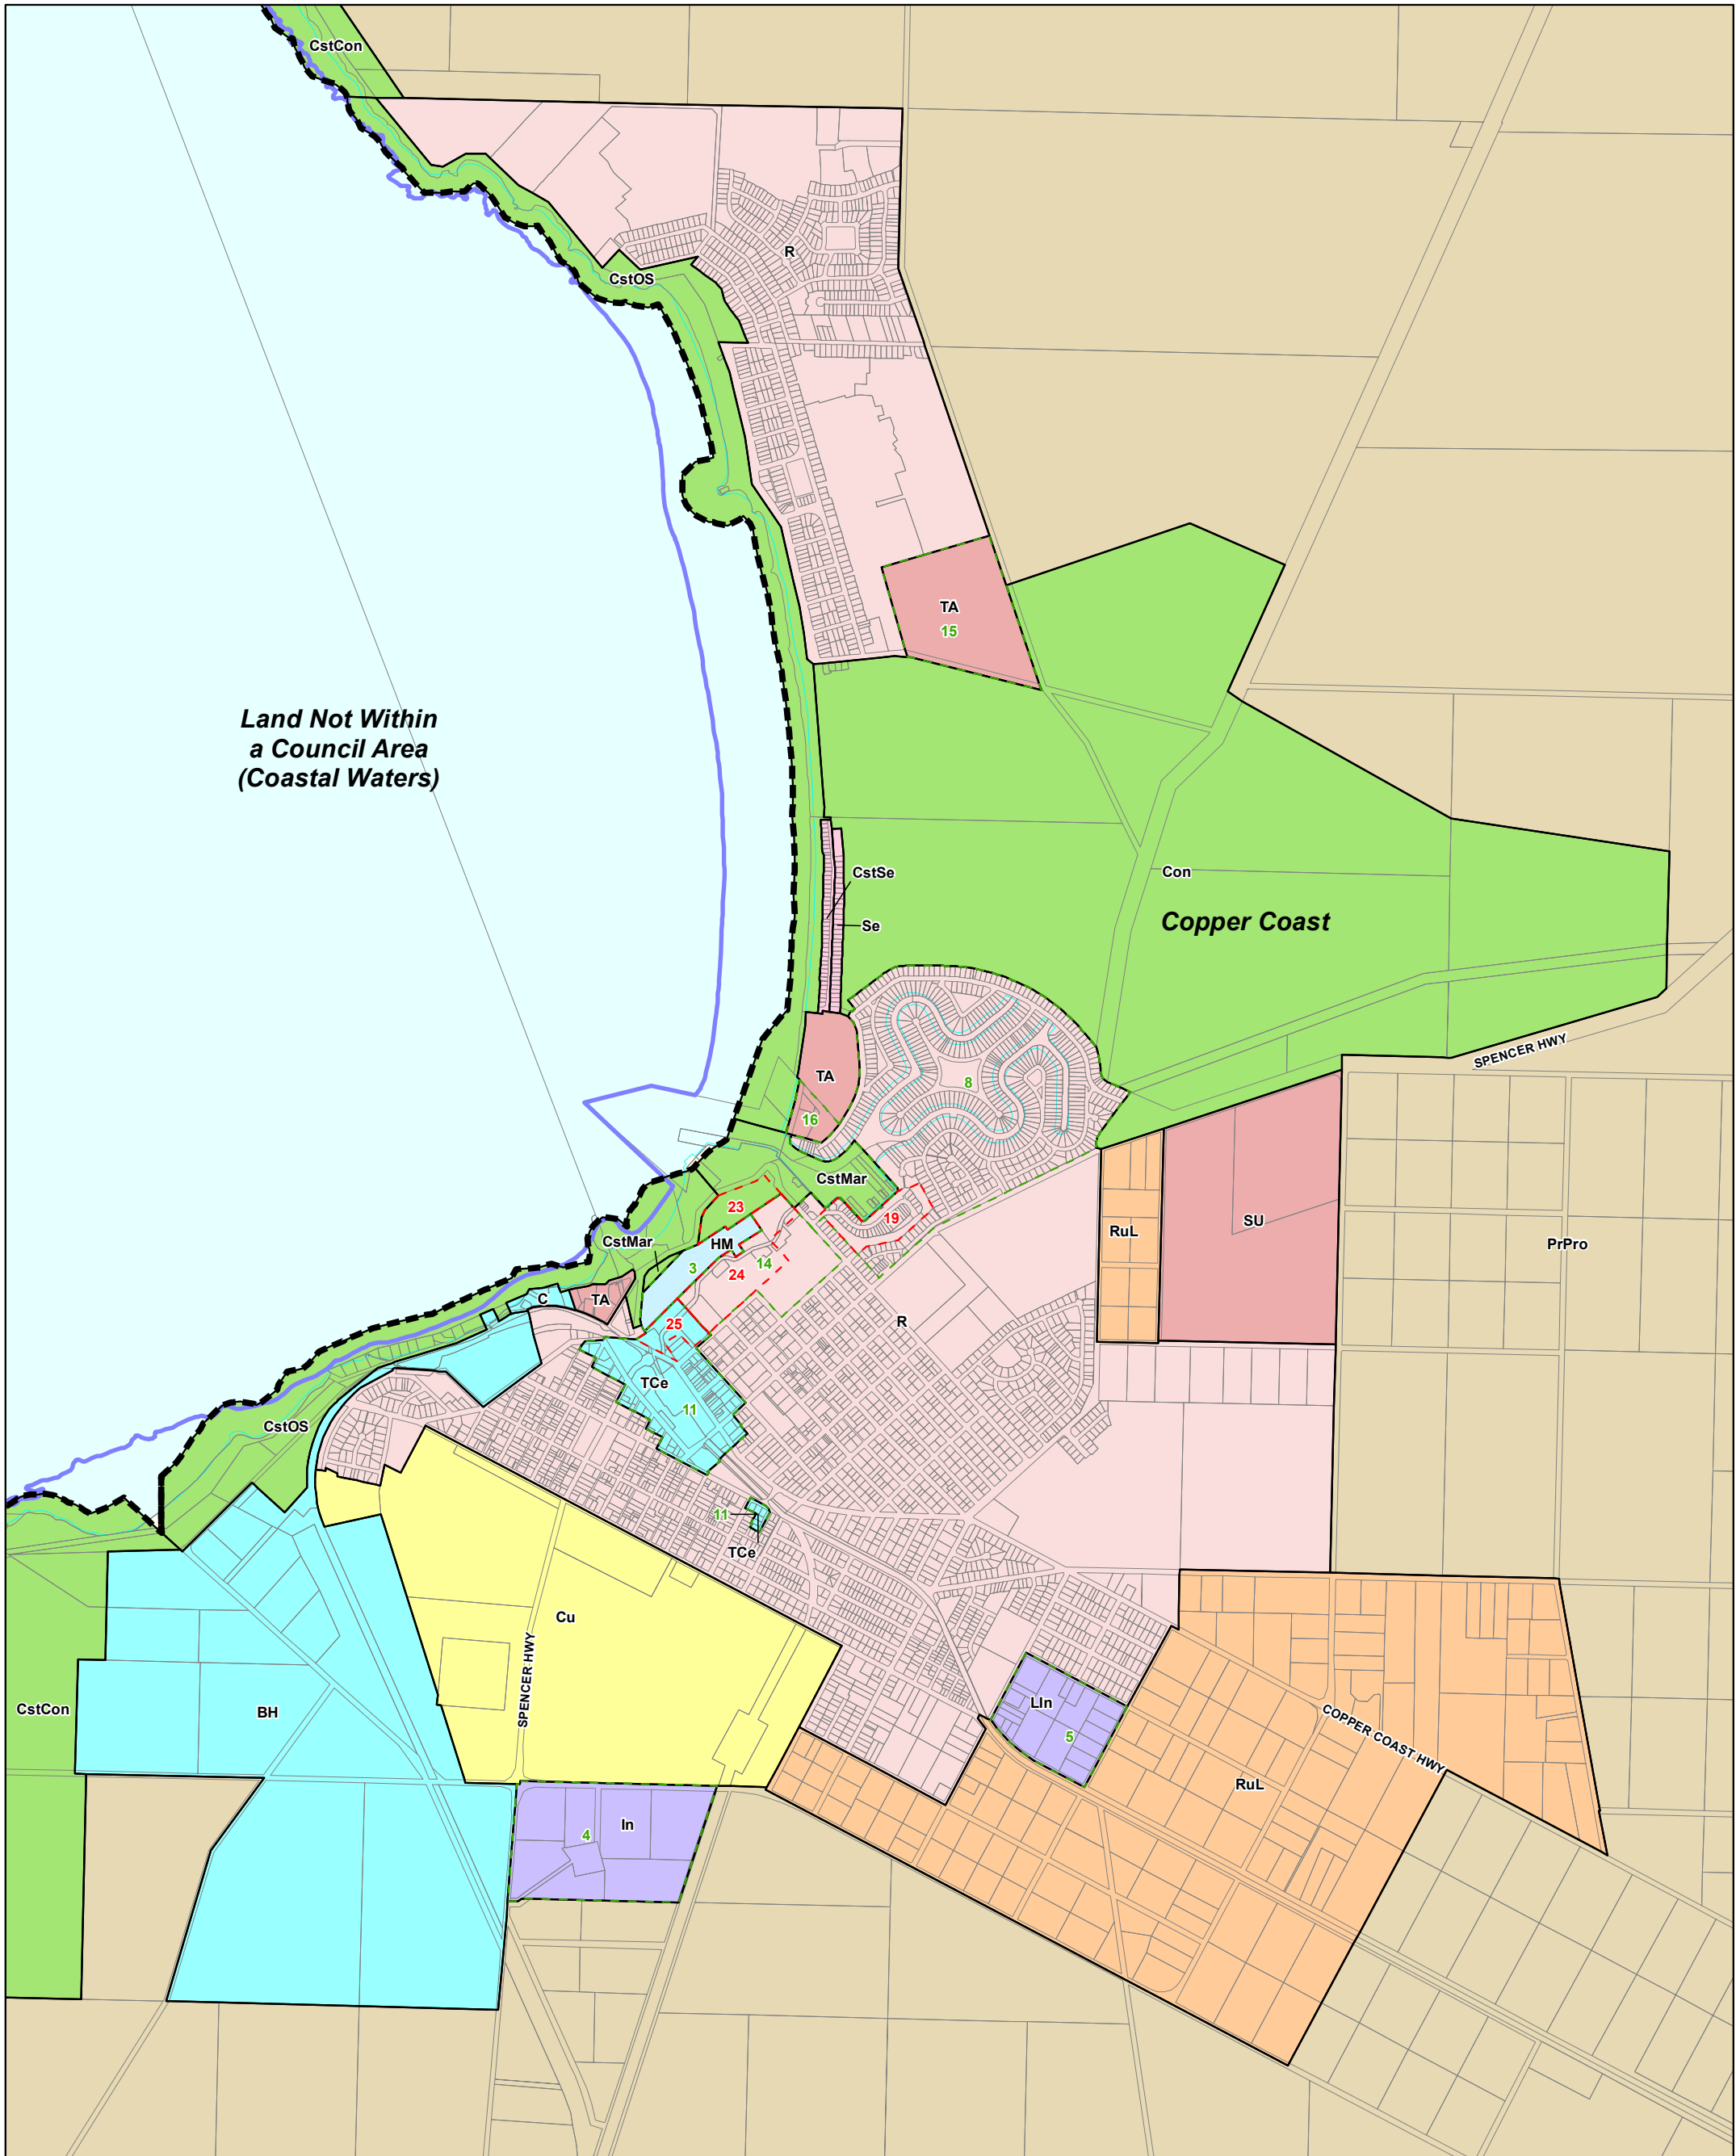 CstCon
R
CstOS
TA
15
Land Not Within
a Council Area
(Coastal Waters)
CstSe
Con
Copper Coast
Se
SPENCER HWY
TA
8
16
CstMar
23
19
SU
RuL
CstMar
HM
PrPro
14
3
24
C
TA
25
R
TCe
11
CstOS
11
TCe
Cu
SPENCER HWY
LIn
CstCon
BH
COPPER COAST HWY
5
RuL
In
4